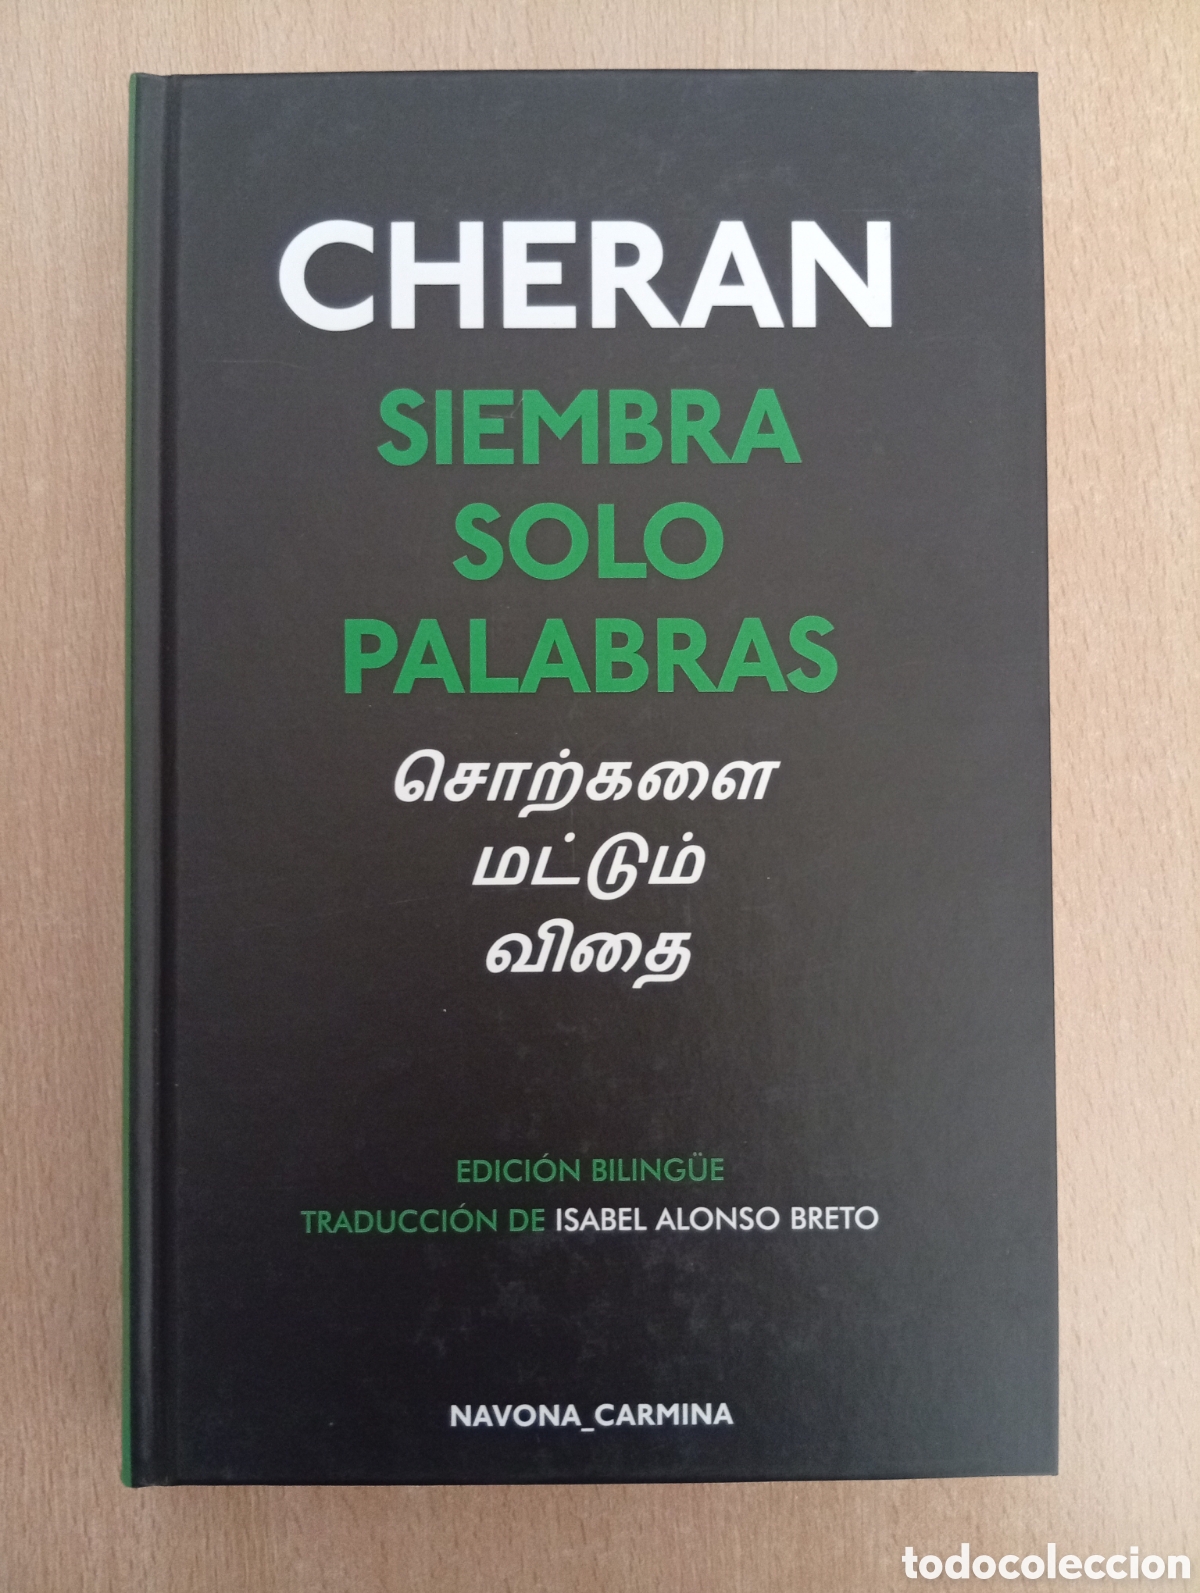 CHERAN
SIEMBRA
SOLO
PALABRAS
சொற்களை
மட்டும்
விதை
EDICIÓN BILINGÜE
TRADUCCIÓN DE ISABEL ALONSO BRETO
NAVONA_CARMINA
todocoleccion